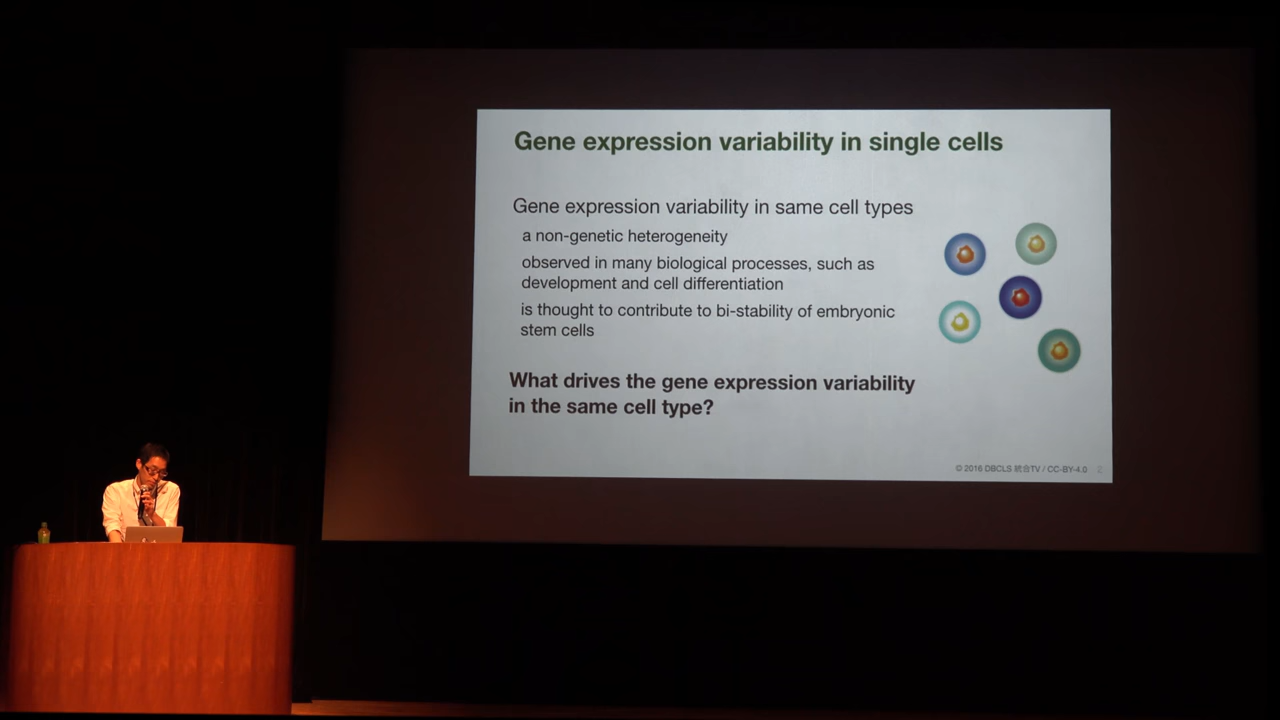 Gene expression variability in single cells
Gene expression variability in same cell types
a non-genetic heterogeneity
observed in many biological processes, such as
development and cell differentiation
is thought to contribute to bi-stability of embryonic
stem cells
What drives the gene expression variability
in the same cell type?
© 2016 DBCLS 統合TV / CC-BY-4.0 2